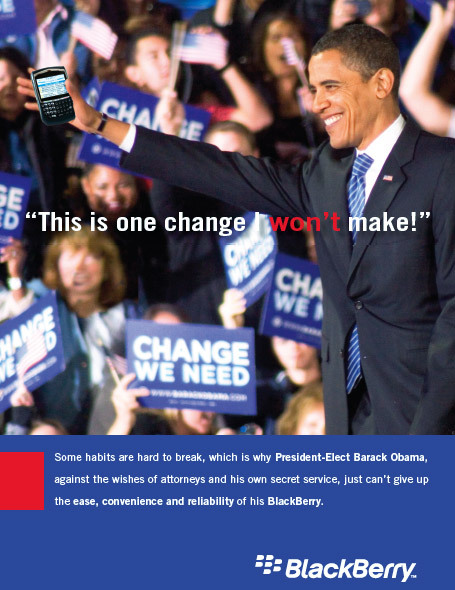 CHANGE
“This is one change I won’t make!”
CHANGE
WE NEED
CHANGE
WE NEED
CHANGE
WE NEED
WWW.BARACKOBAMA.COM
Some habits are hard to break, which is why President-Elect Barack Obama,
against the wishes of attorneys and his own secret service, just can’t give up
the ease, convenience and reliability of his BlackBerry.
BlackBerry